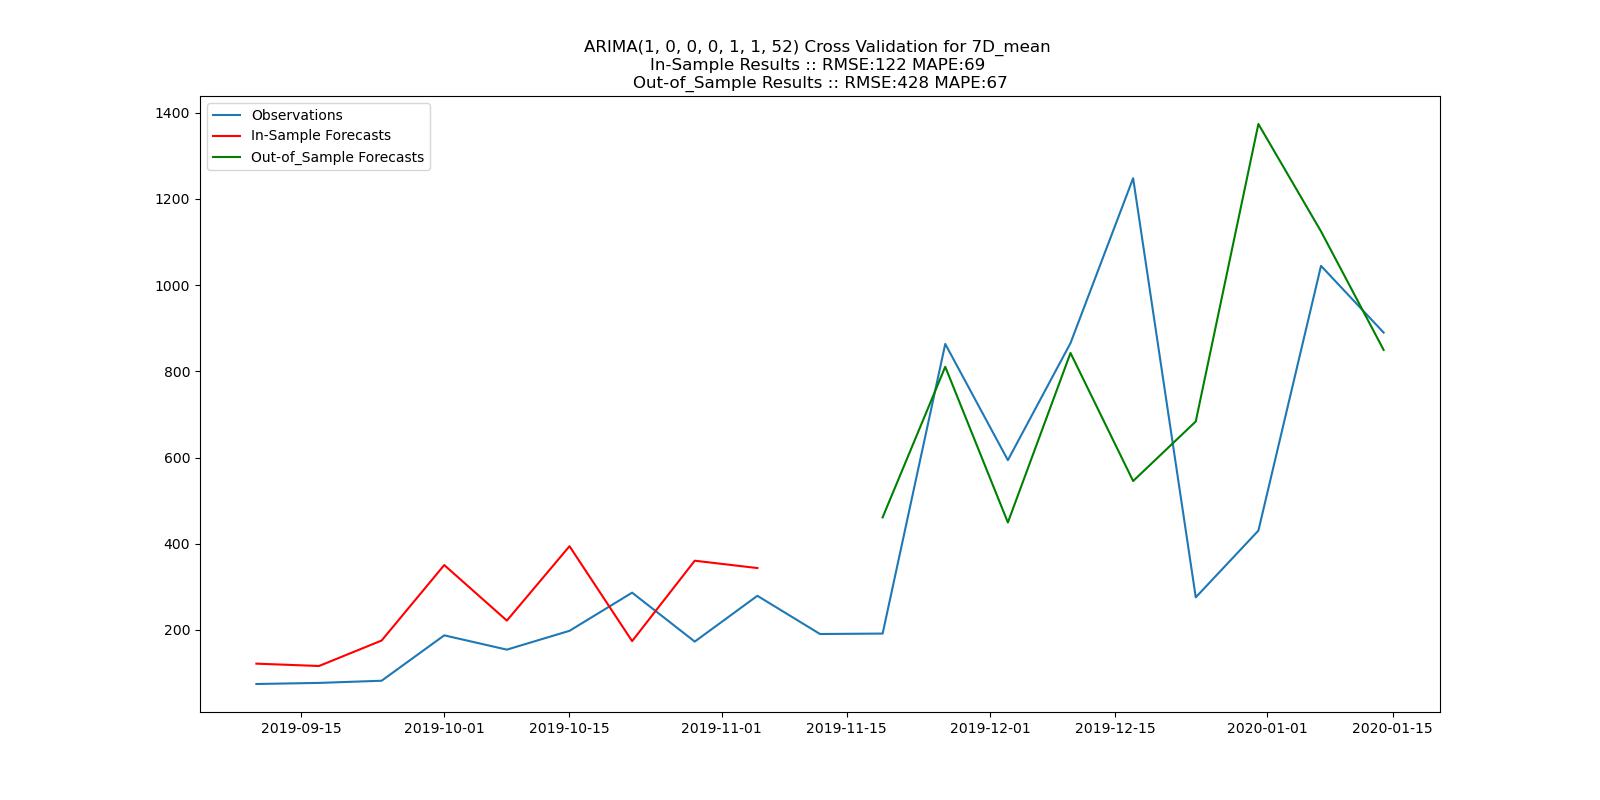 ARIMA(1, 0, 0, 0, 1, 1, 52) Cross Validation for 7D_mean
In-Sample Results :: RMSE:122 MAPE:69
Out-of_Sample Results :: RMSE:428 MAPE:67
Observations
In-Sample Forecasts
Out-of_Sample Forecasts
1400
1200
1000
800
600
400
200
2019-09-15 2019-10-01 2019-10-15 2019-11-01 2019-11-15 2019-12-01 2019-12-15 2020-01-01 2020-01-15